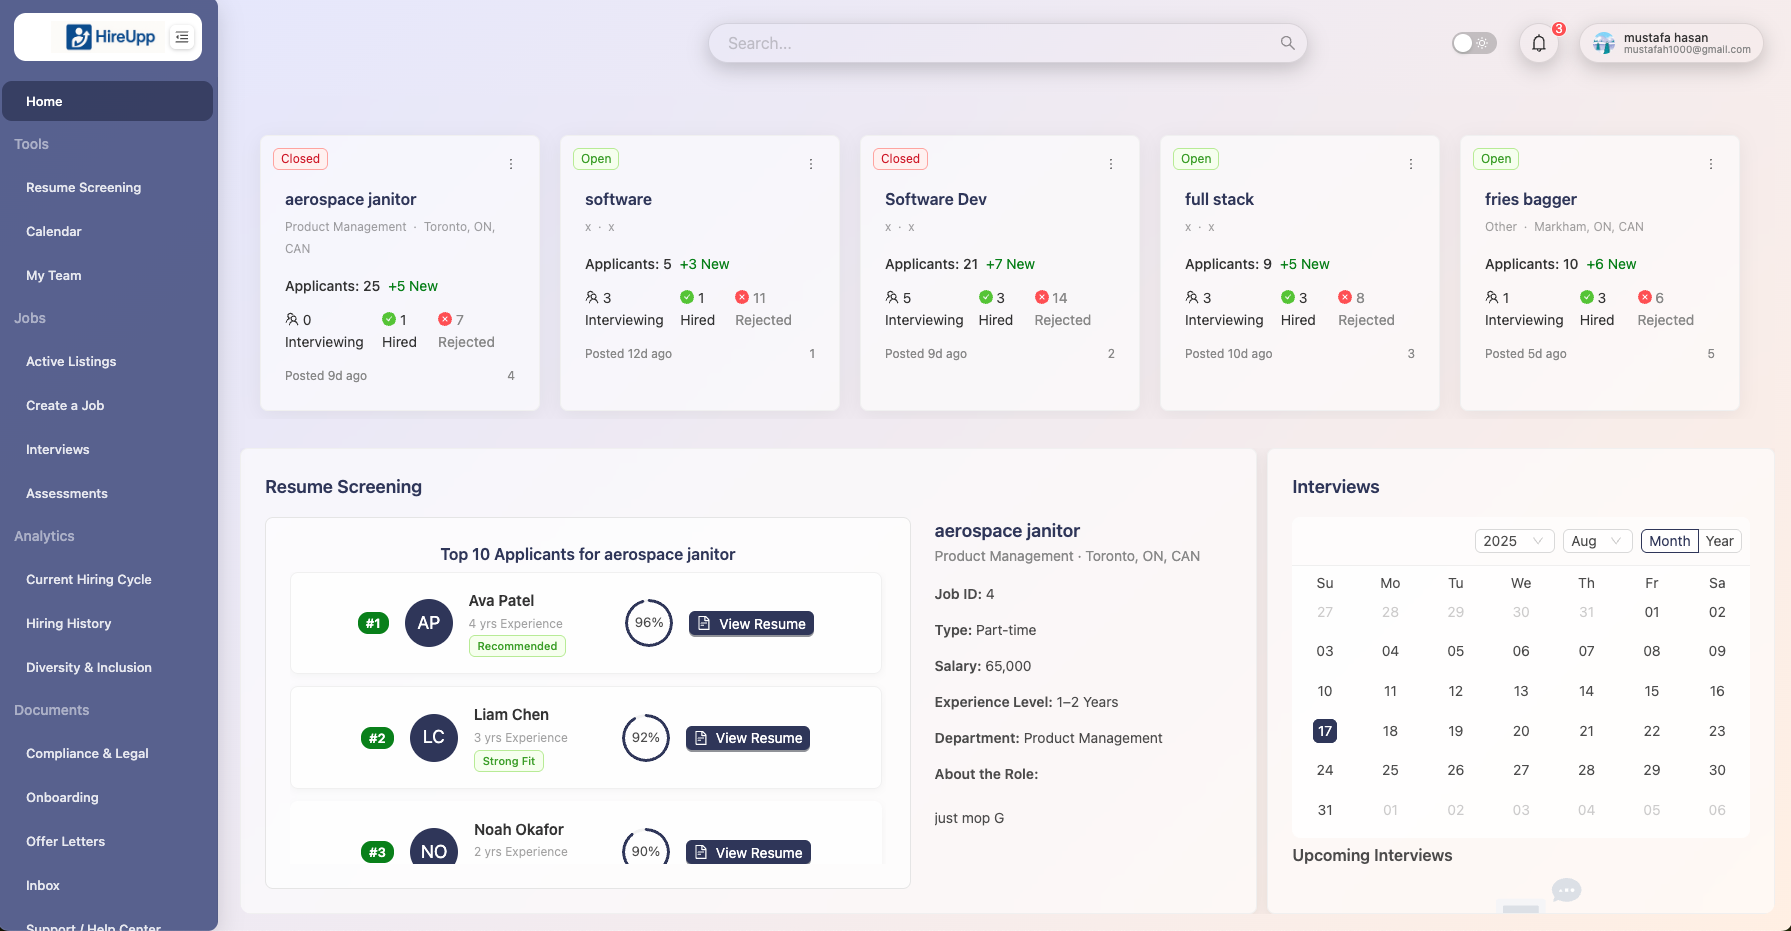 HireUpp
Home
Tools
Resume Screening
Calendar
My Team
Jobs
Active Listings
Create a Job
Interviews
Assessments
Analytics
Current Hiring Cycle
Hiring History
Diversity & Inclusion
Documents
Compliance & Legal
Onboarding
Offer Letters
Inbox
Support / Help Center
Search...
3
mustafa hasan
mustafah1000@gmail.com
Closed
aerospace janitor
Product Management · Toronto, ON,
CAN
Applicants: 25 +5 New
0 1 7
Interviewing Hired Rejected
Posted 9d ago 4
Open
software
x · x
Applicants: 5 +3 New
3 1 11
Interviewing Hired Rejected
Posted 12d ago 1
Closed
Software Dev
x · x
Applicants: 21 +7 New
5 3 14
Interviewing Hired Rejected
Posted 9d ago 2
Open
full stack
x · x
Applicants: 9 +5 New
3 3 8
Interviewing Hired Rejected
Posted 10d ago 3
Open
fries bagger
Other · Markham, ON, CAN
Applicants: 10 +6 New
1 3 6
Interviewing Hired Rejected
Posted 5d ago 5
Resume Screening
Top 10 Applicants for aerospace janitor
#1 AP Ava Patel
4 yrs Experience
Recommended
96% View Resume
#2 LC Liam Chen
3 yrs Experience
Strong Fit
92% View Resume
#3 NO Noah Okafor
2 yrs Experience
90% View Resume
aerospace janitor
Product Management · Toronto, ON, CAN
Job ID: 4
Type: Part-time
Salary: 65,000
Experience Level: 1–2 Years
Department: Product Management
About the Role:
just mop G
Interviews
2025 Aug Month Year
Su Mo Tu We Th Fr Sa
27 28 29 30 31 01 02
03 04 05 06 07 08 09
10 11 12 13 14 15 16
17 18 19 20 21 22 23
24 25 26 27 28 29 30
31 01 02 03 04 05 06
Upcoming Interviews